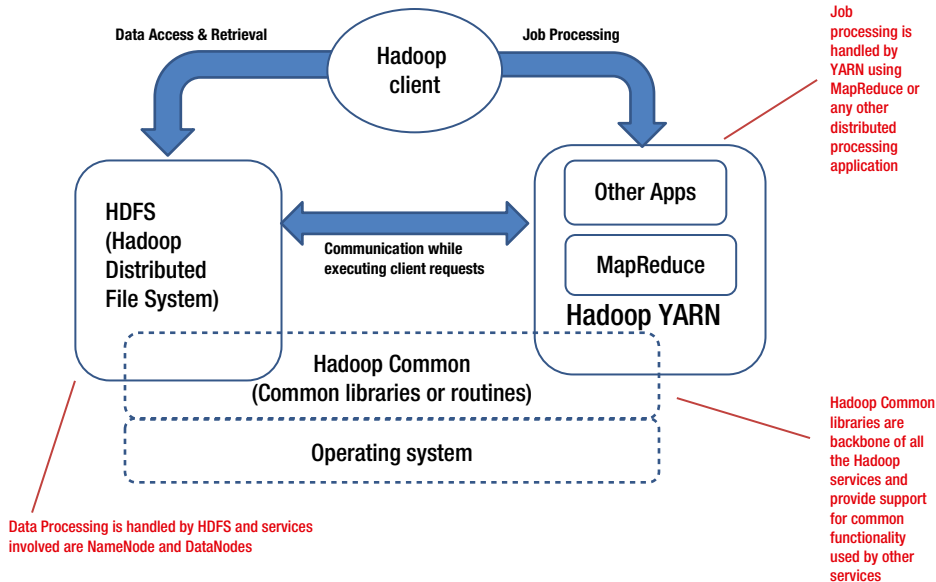 Data Access & Retrieval
Hadoop
client
Job Processing
Job
processing is
handled by
YARN using
MapReduce or
any other
distributed
processing
application
HDFS
(Hadoop
Distributed
File System)
Communication while
executing client requests
Other Apps
MapReduce
Hadoop YARN
Hadoop Common
(Common libraries or routines)
Operating system
Hadoop Common
libraries are
backbone of all
the Hadoop
services and
provide support
for common
functionality
used by other
services
Data Processing is handled by HDFS and services
involved are NameNode and DataNodes